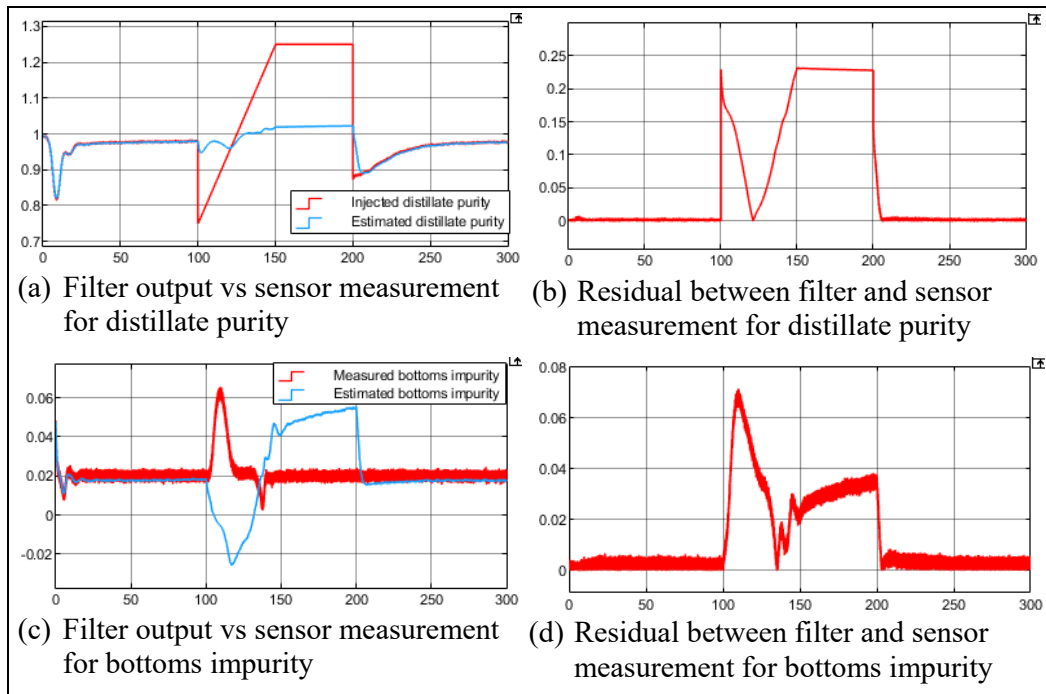 1.3
1.2
1.1
1
0.9
0.8
0.7
0 50 100 150 200 250 300
Injected distillate purity
Estimated distillate purity
(a) Filter output vs sensor measurement
for distillate purity
0.25
0.2
0.15
0.1
0.05
0
0 50 100 150 200 250 300
(b) Residual between filter and sensor
measurement for distillate purity
0.06
0.04
0.02
0
-0.02
0 50 100 150 200 250 300
Measured bottoms impurity
Estimated bottoms impurity
(c) Filter output vs sensor measurement
for bottoms impurity
0.08
0.06
0.04
0.02
0
0 50 100 150 200 250 300
(d) Residual between filter and sensor
measurement for bottoms impurity